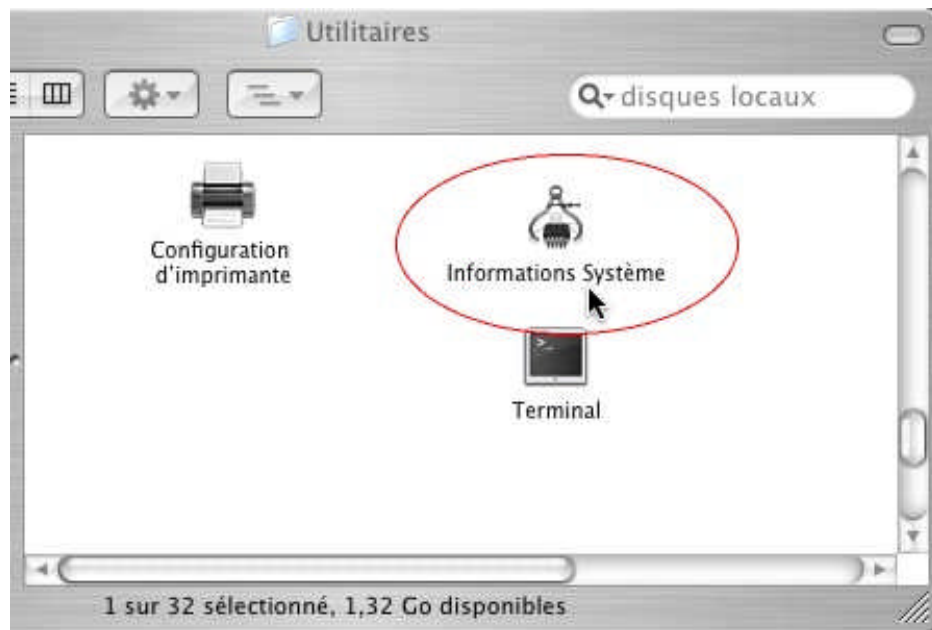 Utilitaires
disques locaux
Configuration
d'imprimante
Informations Système
>_
Terminal
1 sur 32 sélectionné, 1,32 Go disponibles